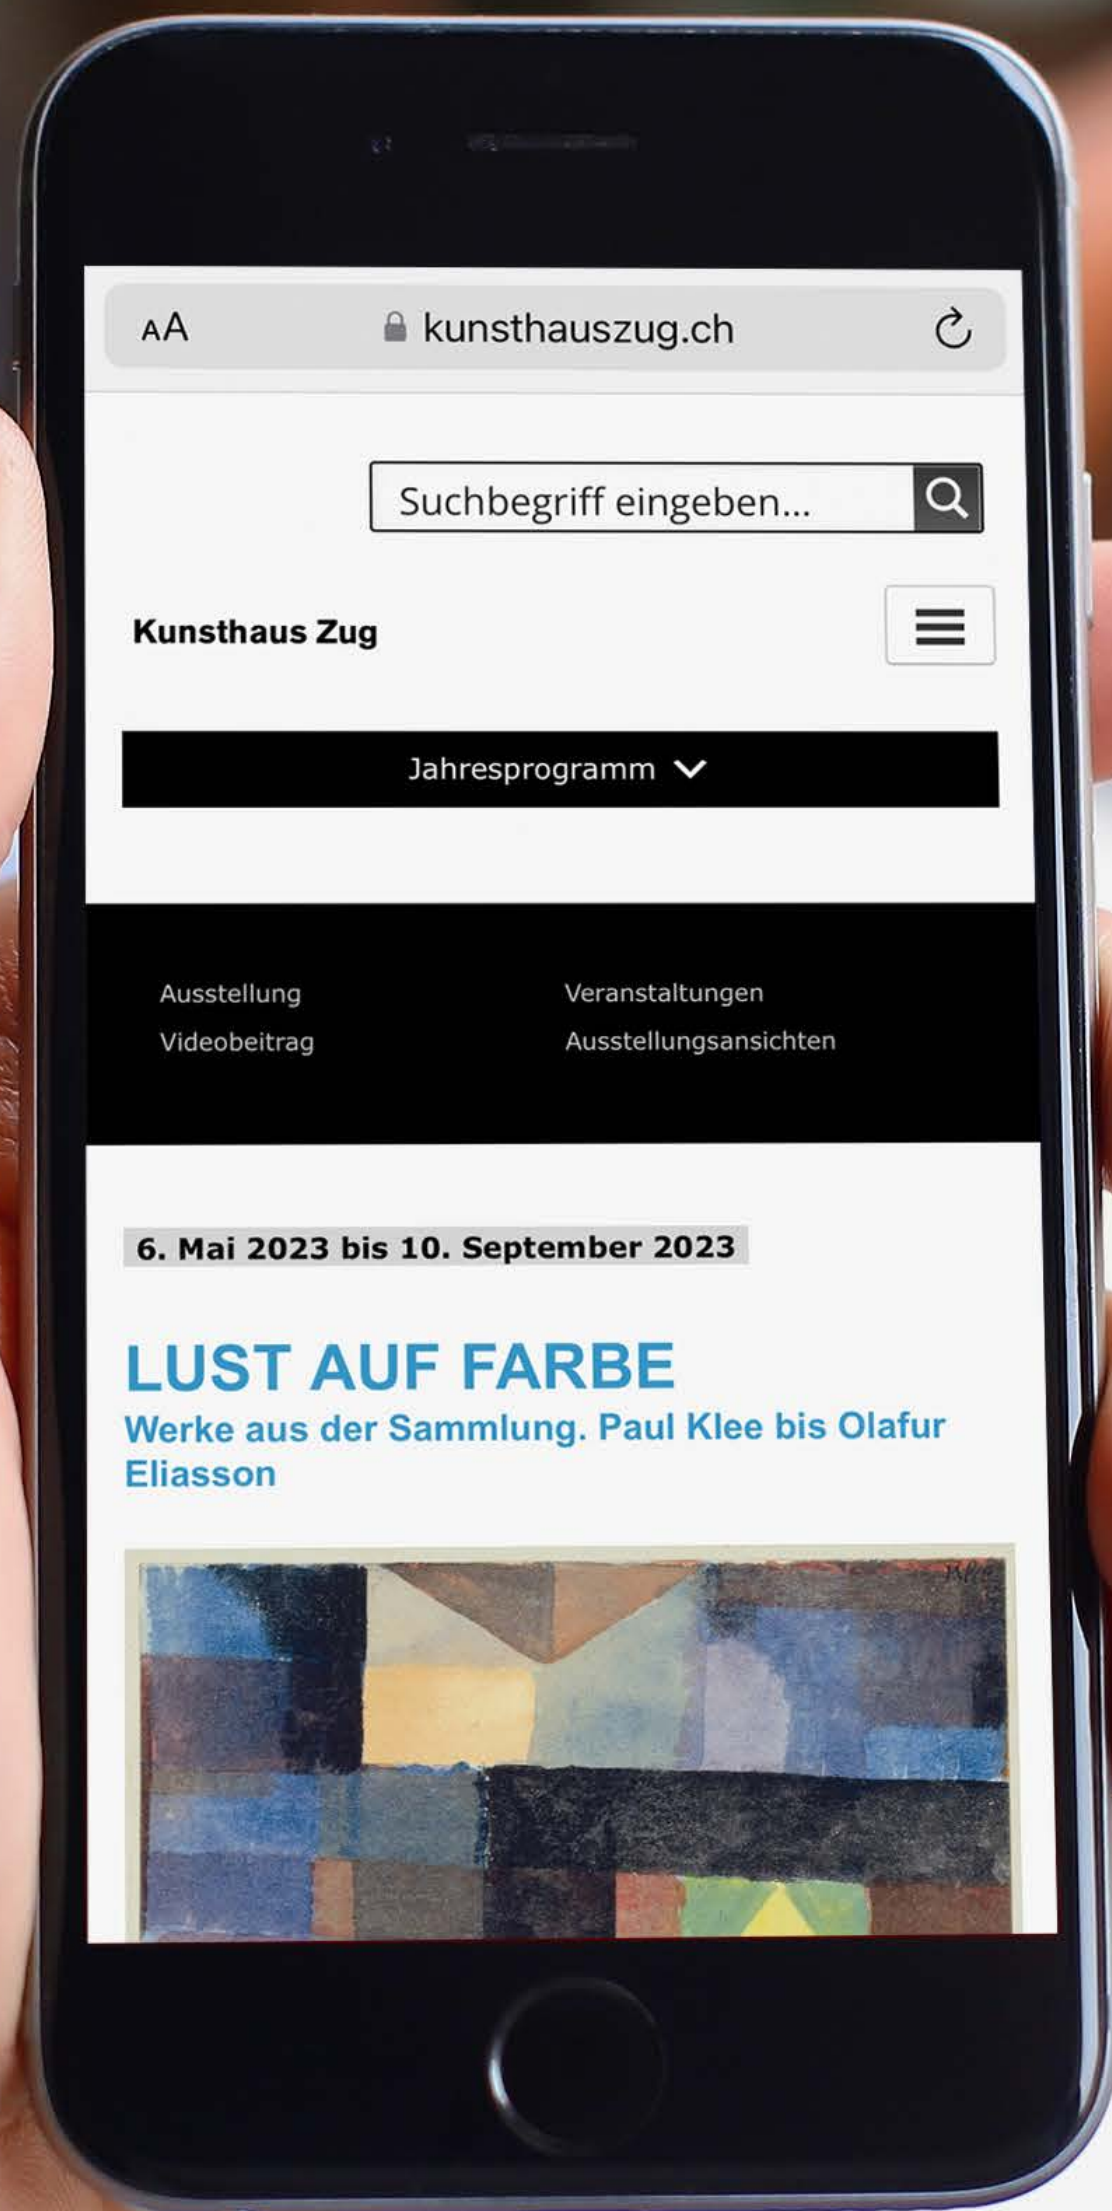 AA
kunsthauszug.ch
Suchbegriff eingeben...
Kunsthaus Zug
Jahresprogramm
Ausstellung
Veranstaltungen
Videobeitrag
Ausstellungsansichten
6. Mai 2023 bis 10. September 2023
LUST AUF FARBE
Werke aus der Sammlung. Paul Klee bis Olafur
Eliasson
Klee